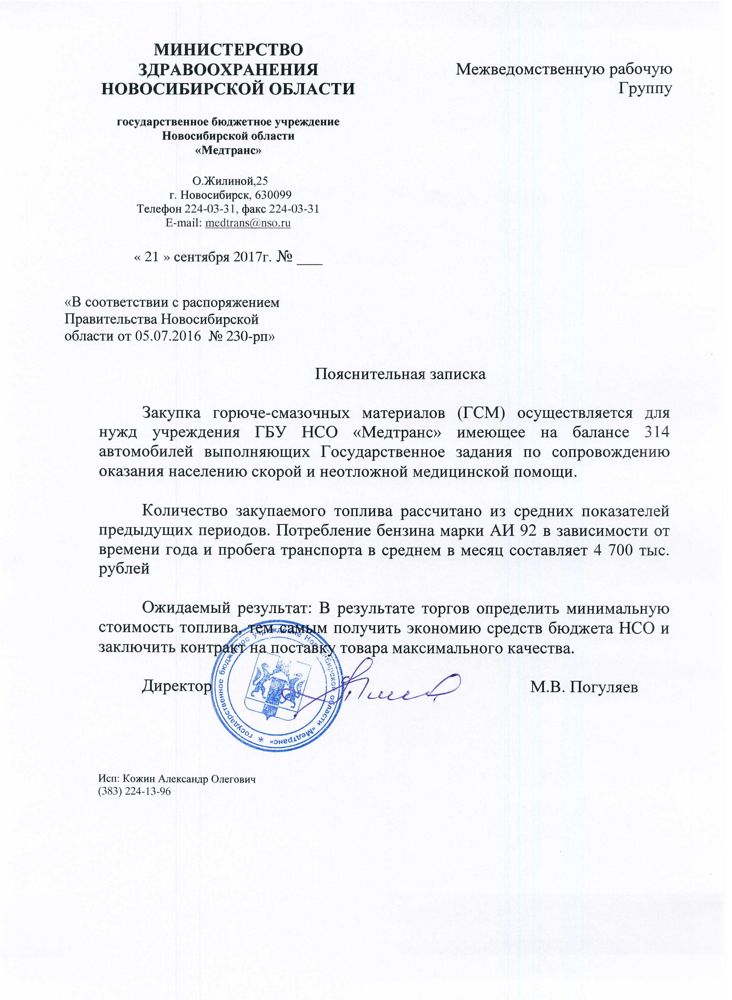 МИНИСТЕРСТВО
ЗДРАВООХРАНЕНИЯ
НОВОСИБИРСКОЙ ОБЛАСТИ
Межведомственную рабочую
Группу
государственное бюджетное учреждение
Новосибирской области
«Медтранс»
О.Жилиной,25
г. Новосибирск, 630099
Телефон 224-03-31, факс 224-03-31
E-mail: medtrans@nso.ru
« 21 » сентября 2017г. № ___
«В соответствии с распоряжением
Правительства Новосибирской
области от 05.07.2016 № 230-рп»
Пояснительная записка
Закупка горюче-смазочных материалов (ГСМ) осуществляется для
нужд учреждения ГБУ НСО «Медтранс» имеющее на балансе 314
автомобилей выполняющих Государственное задания по сопровождению
оказания населению скорой и неотложной медицинской помощи.
Количество закупаемого топлива рассчитано из средних показателей
предыдущих периодов. Потребление бензина марки АИ 92 в зависимости от
времени года и пробега транспорта в среднем в месяц составляет 4 700 тыс.
рублей
Ожидаемый результат: В результате торгов определить минимальную
стоимость топлива, тем самым получить экономию средств бюджета НСО и
заключить контракт на поставку товара максимального качества.
Директор
М.В. Погуляев
государственное бюджетное учреждение Новосибирской области «Медтранс» *
Исп: Кожин Александр Олегович
(383) 224-13-96